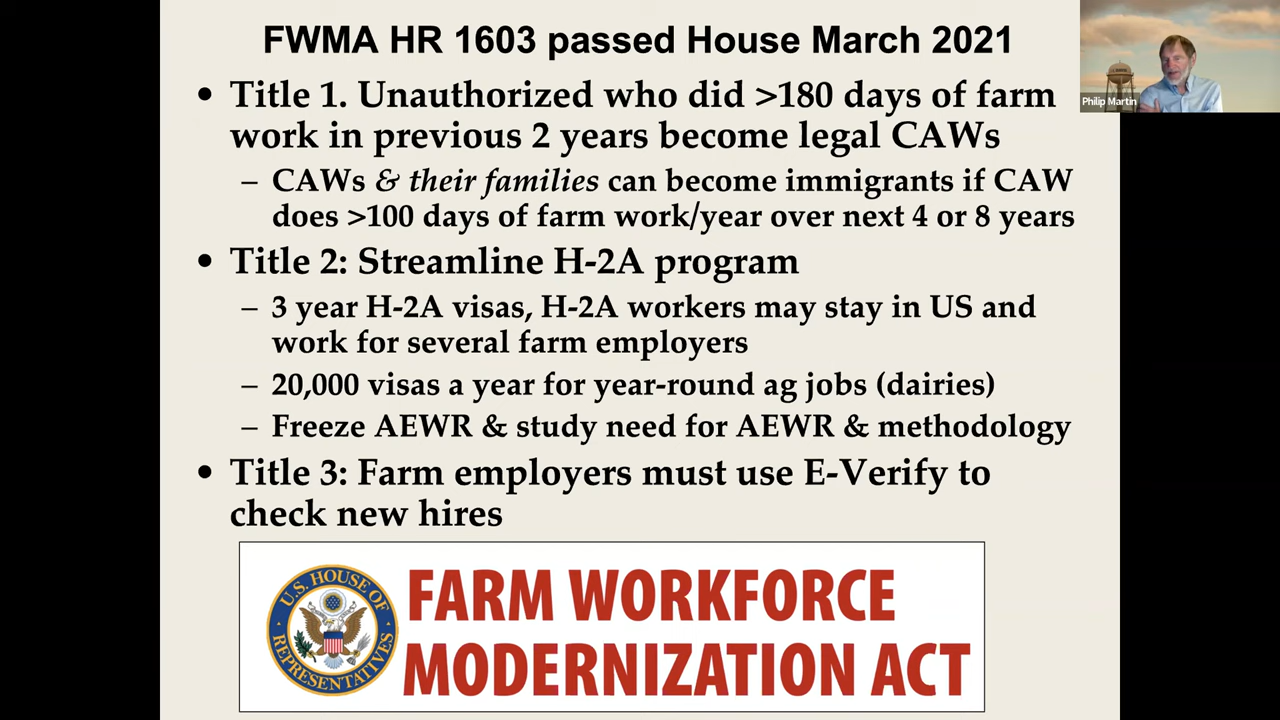 FWMA HR 1603 passed House March 2021
• Title 1. Unauthorized who did >180 days of farm
work in previous 2 years become legal CAWs
– CAWs & their families can become immigrants if CAW
does >100 days of farm work/year over next 4 or 8 years
• Title 2: Streamline H-2A program
– 3 year H-2A visas, H-2A workers may stay in US and
work for several farm employers
– 20,000 visas a year for year-round ag jobs (dairies)
– Freeze AEWR & study need for AEWR & methodology
• Title 3: Farm employers must use E-Verify to
check new hires
U.S. HOUSE OF
REPRESENTATIVES
FARM WORKFORCE
MODERNIZATION ACT
Philip Martin